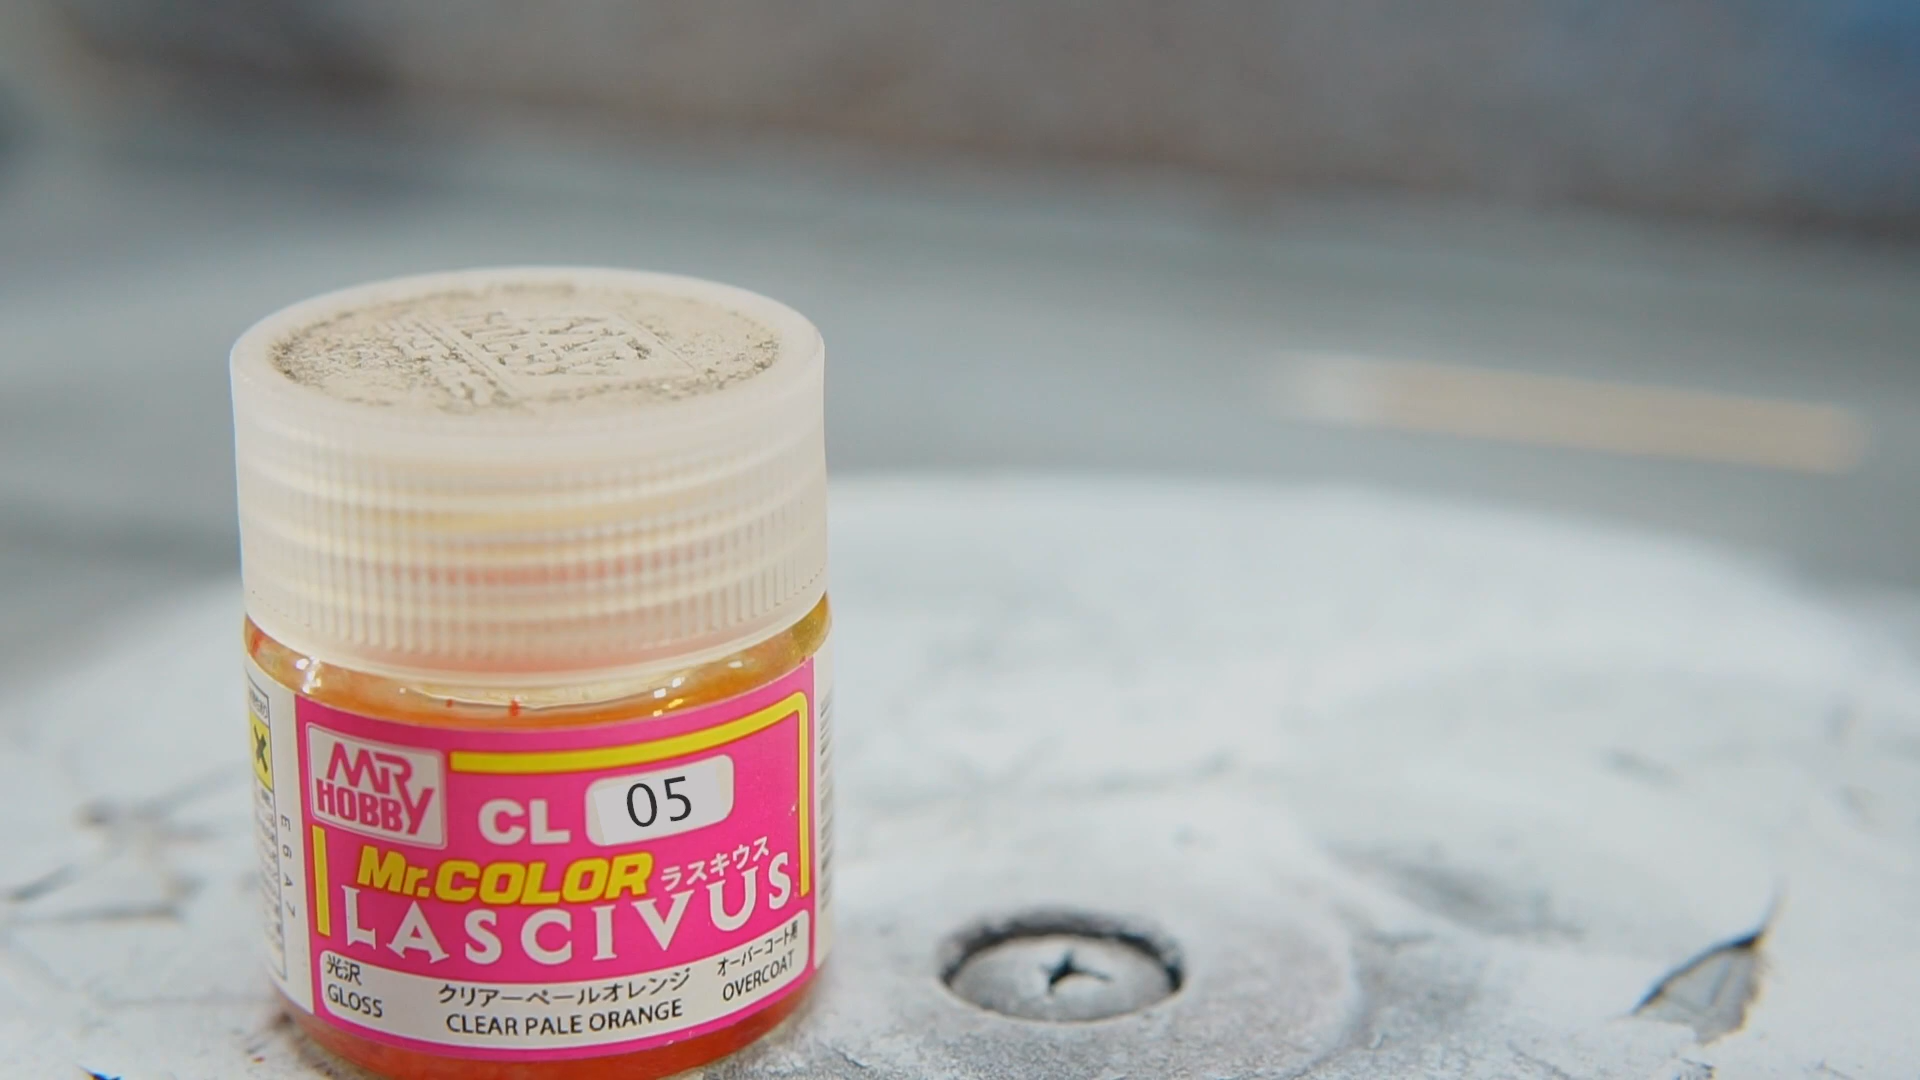 MR
HOBBY
CL 05
Mr.COLOR ラスキウス
LASCIVUS
光沢
GLOSS
クリアーペールオレンジ
CLEAR PALE ORANGE
オーバーコート用
OVERCOAT
E6AZ